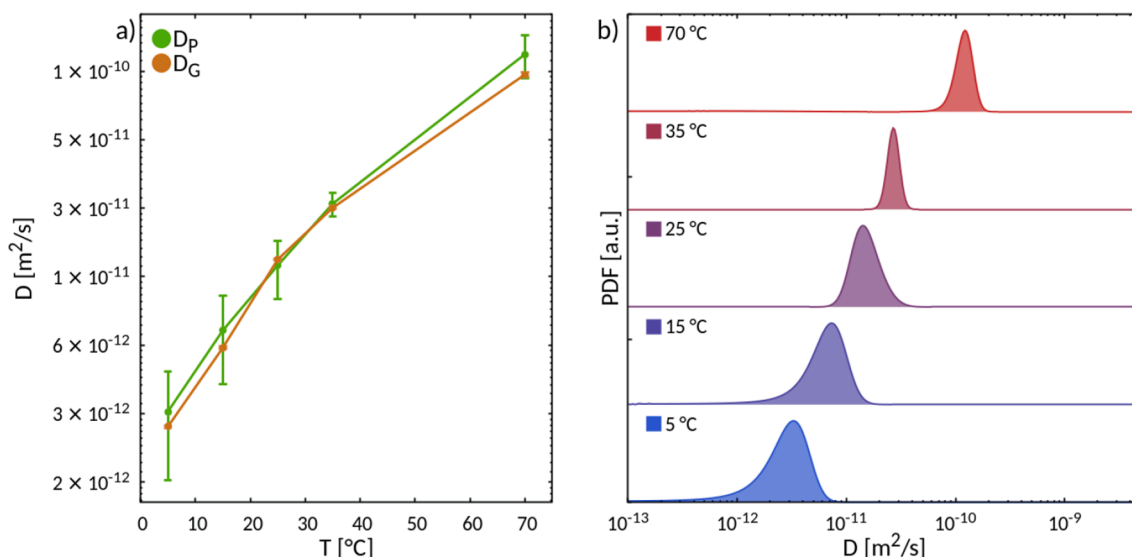 a)
D_P
D_G
1 × 10⁻¹⁰
5 × 10⁻¹¹
3 × 10⁻¹¹
1 × 10⁻¹¹
6 × 10⁻¹²
3 × 10⁻¹²
2 × 10⁻¹²
D [m²/s]
0 10 20 30 40 50 60 70
T [°C]
b)
70 °C
35 °C
25 °C
15 °C
5 °C
PDF [a.u.]
10⁻¹³ 10⁻¹² 10⁻¹¹ 10⁻¹⁰ 10⁻⁹
D [m²/s]